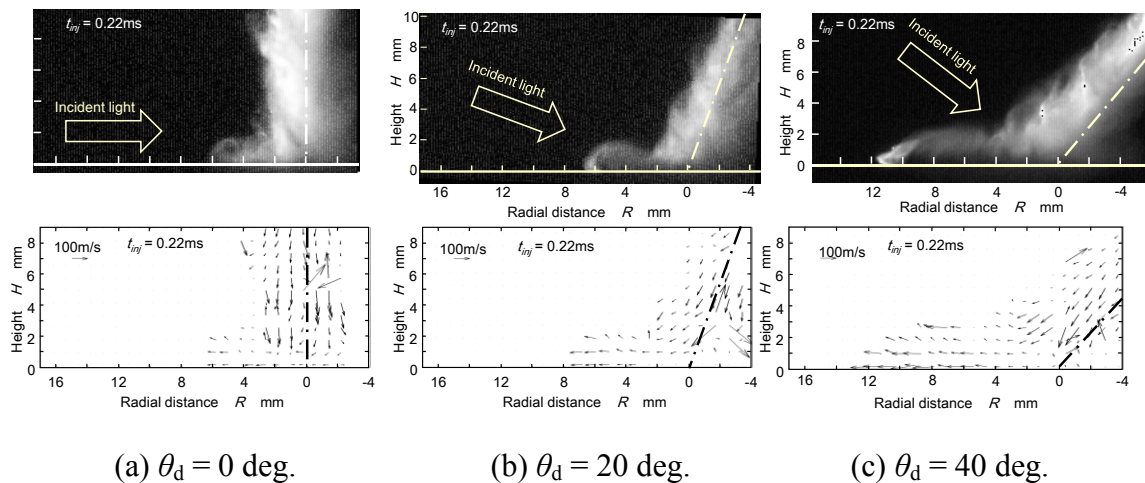 t_inj = 0.22ms
Incident light
t_inj = 0.22ms
Incident light
Height H mm
10
8
6
4
2
0
8 4 0 -4
Radial distance R mm
t_inj = 0.22ms
Incident light
Height H mm
8
6
4
2
0
16 12 8 4 0 -4
Radial distance R mm
100m/s t_inj = 0.22ms
Height H mm
8
6
4
2
0
16 12 8 4 0 -4
Radial distance R mm
100m/s t_inj = 0.22ms
Height H mm
8
6
4
2
0
16 12 8 4 0 -4
Radial distance R mm
100m/s t_inj = 0.22ms
Height H mm
8
6
4
2
0
16 12 8 4 0 -4
Radial distance R mm
(a) θd = 0 deg.
(b) θd = 20 deg.
(c) θd = 40 deg.